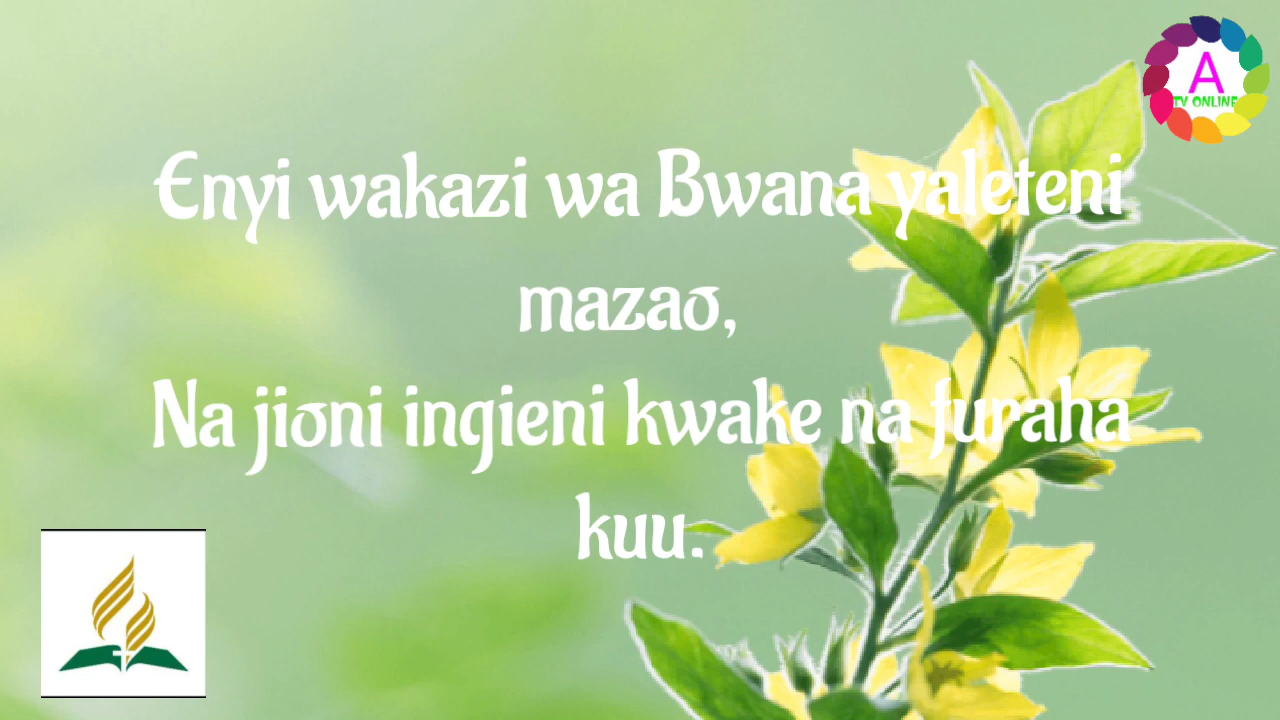 A
TV ONLINE
Enyi wakazi wa Bwana yaleteni
mazao,
Na jioni ingieni kwake na furaha
kuu.